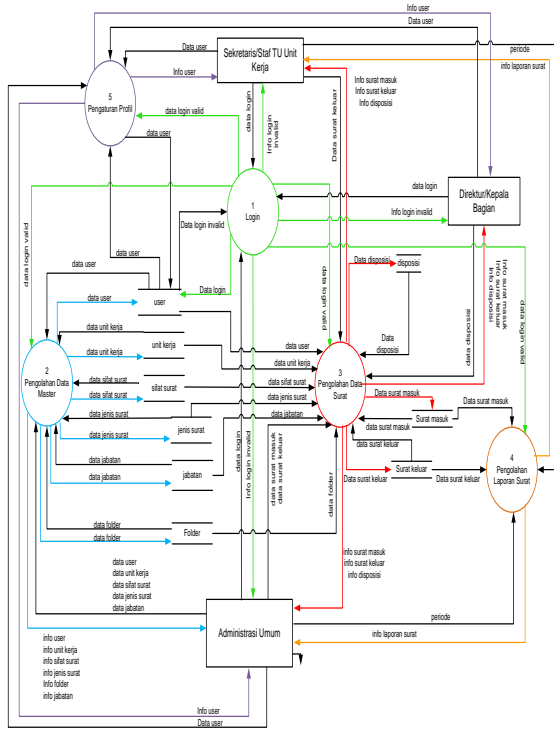 Info user
Data user
Sekretaris/Staf TU Unit
Kerja
periode
info laporan surat
Data user
Info user
5
Pengaturan Profil
Info surat masuk
Info surat keluar
Info disposisi
data login
Info login
invalid
Data surat keluar
data login valid
data user
data login
Direktur/Kepala
Bagian
1
Login
Info login invalid
Data login invalid
data login valid
data user
data user
Data login
user
data user
data login valid
Data disposisi
disposisi
Data
disposisi
data disposisi
Info surat masuk
Info surat keluar
Info disposisi
data login valid
data user
data unit kerja
unit kerja
data unit kerja
data unit kerja
2
Pengolahan Data
Master
data sifat surat
data sifat surat
sifat surat
data sifat surat
data jenis surat
3
Pengolahan Data
Surat
data jenis surat
data jenis surat
jenis surat
data jabatan
Data surat masuk
Surat masuk
data surat masuk
Data surat masuk
data surat keluar
data jabatan
data jabatan
jabatan
Surat keluar
Data surat keluar
Data surat keluar
4
Pengolahan
Laporan Surat
data login
Info login invalid
data surat masuk
data surat keluar
data folder
data folder
data folder
Folder
info surat masuk
info surat keluar
info disposisi
data user
data unit kerja
data sifat surat
data jenis surat
data jabatan
Administrasi Umum
periode
info laporan surat
info user
info unit kerja
info sifat surat
info jenis surat
Info folder
info jabatan
Info user
Data user